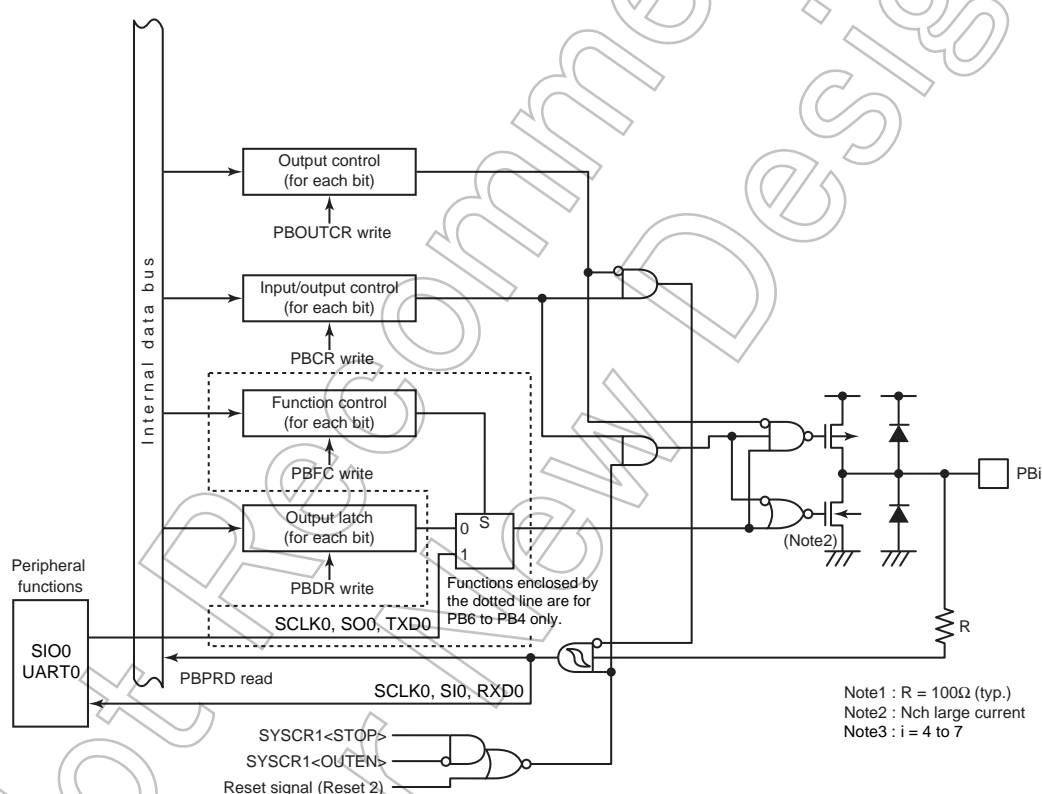 Internal data bus
Output control
(for each bit)
PBOUTCR write
Input/output control
(for each bit)
PBCR write
Function control
(for each bit)
PBFC write
Output latch
(for each bit)
PBDR write
0 S
1
Functions enclosed by
the dotted line are for
PB6 to PB4 only.
(Note2)
PBi
R
Peripheral
functions
SIO0
UART0
SCLK0, SO0, TXD0
PBPRD read
SCLK0, SI0, RXD0
SYSCR1<STOP>
SYSCR1<OUTEN>
Reset signal (Reset 2)
Note1 : R = 100Ω (typ.)
Note2 : Nch large current
Note3 : i = 4 to 7